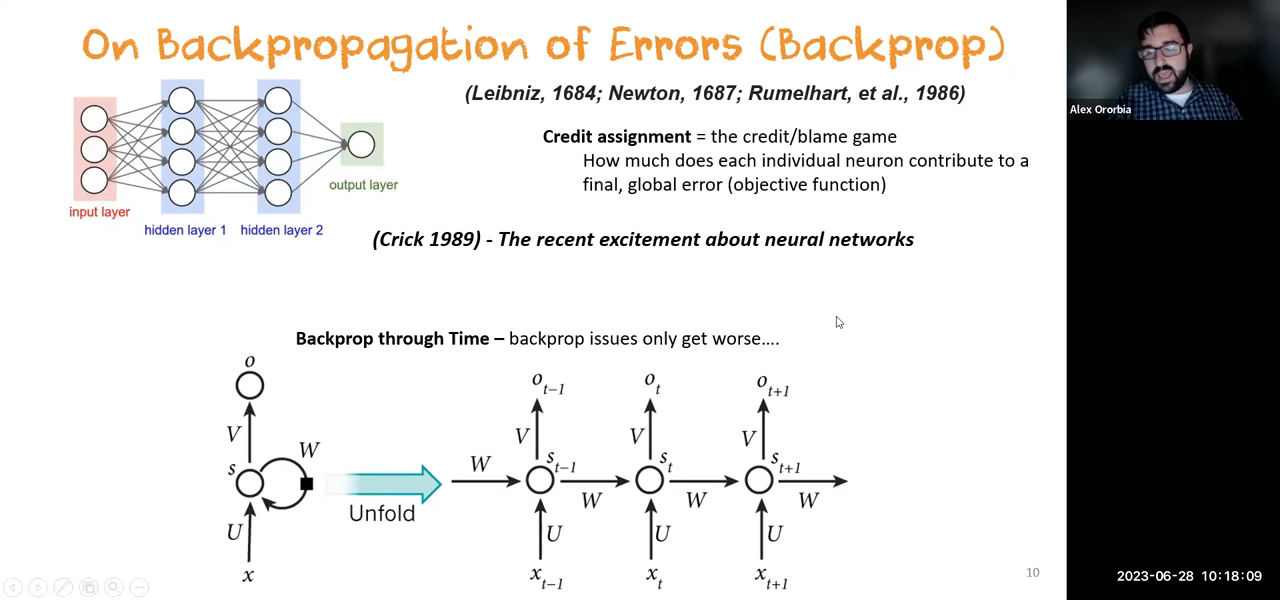 On Backpropagation of Errors (Backprop)
(Leibniz, 1684; Newton, 1687; Rumelhart, et al., 1986)
Credit assignment = the credit/blame game
How much does each individual neuron contribute to a
final, global error (objective function)
input layer
hidden layer 1
hidden layer 2
output layer
(Crick 1989) - The recent excitement about neural networks
Backprop through Time – backprop issues only get worse....
o
V
s
W
U
x
Unfold
W
o t-1
V
s t-1
W
U
x t-1
o t
V
s t
W
U
x t
o t+1
V
s t+1
W
U
x t+1
10
Alex Ororbia
2023-06-28 10:18:09